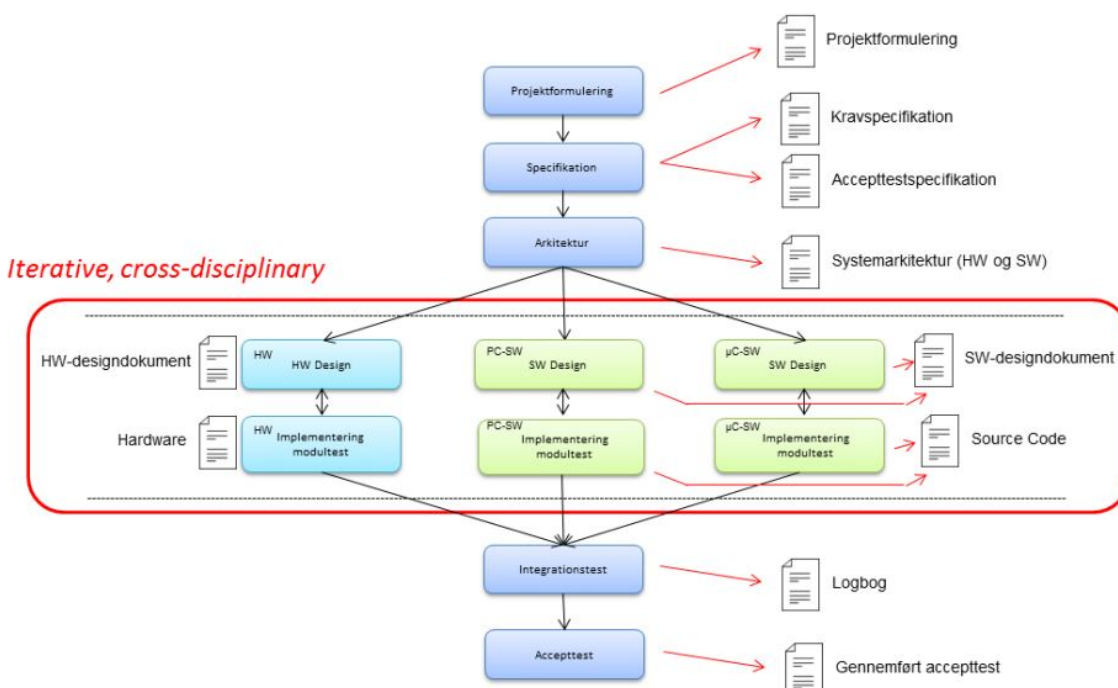 Projektformulering
Projektformulering
Kravspecifikation
Specifikation
Accepttestspecifikation
Arkitektur
Systemarkitektur (HW og SW)
Iterative, cross-disciplinary
HW-designdokument
HW
HW Design
PC-SW
SW Design
µC-SW
SW Design
SW-designdokument
Hardware
HW
Implementering
modultest
PC-SW
Implementering
modultest
µC-SW
Implementering
modultest
Source Code
Integrationstest
Logbog
Accepttest
Gennemført accepttest